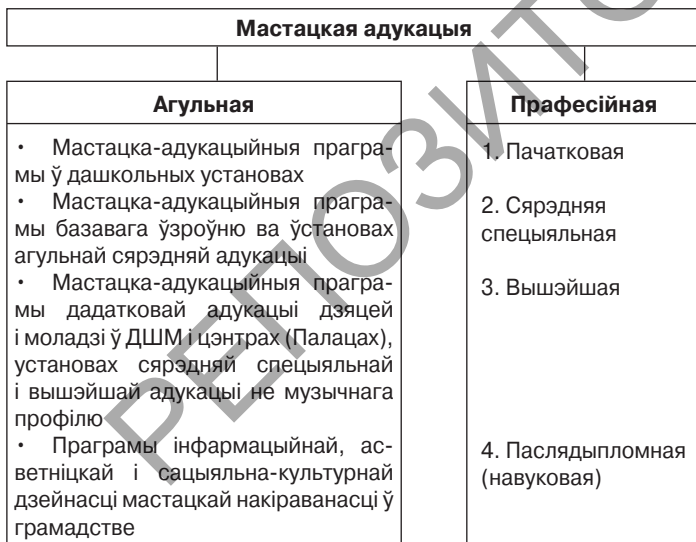 Мастацкая адукацыя
Агульная
• Мастацка-адукацыйныя прагра-
мы ў дашкольных установах
• Мастацка-адукацыйныя прагра-
мы базавага ўзроўню ва ўстановах
агульнай сярэдняй адукацыі
• Мастацка-адукацыйныя прагра-
мы дадатковай адукацыі дзяцей
і моладзі ў ДШМ і цэнтрах (Палацах),
установах сярэдняй спецыяльнай
і вышэйшай адукацыі не музычнага
профілю
• Праграмы інфармацыйнай, ас-
ветніцкай і сацыяльна-культурнай
дзейнасці мастацкай накіраванасці ў
грамадстве
Прафесійная
1. Пачатковая
2. Сярэдняя
спецыяльная
3. Вышэйшая
4. Паслядыпломная
(навуковая)
РЕПОЗИТО